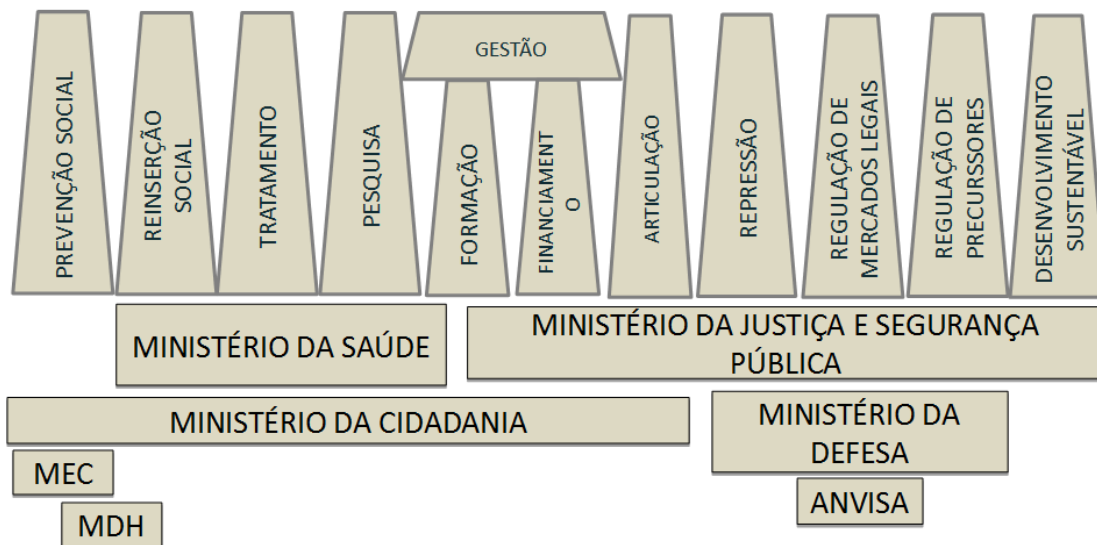 PREVENÇÃO SOCIAL
REINSERÇÃO
SOCIAL
TRATAMENTO
PESQUISA
GESTÃO
FORMAÇÃO
FINANCIAMENT
O
ARTICULAÇÃO
REPRESSÃO
REGULAÇÃO DE
MERCADOS LEGAIS
REGULAÇÃO DE
PRECURSSORES
DESENVOLVIMENTO
SUSTENTÁVEL
MINISTÉRIO DA SAÚDE
MINISTÉRIO DA JUSTIÇA E SEGURANÇA
PÚBLICA
MINISTÉRIO DA CIDADANIA
MINISTÉRIO DA
DEFESA
MEC
ANVISA
MDH